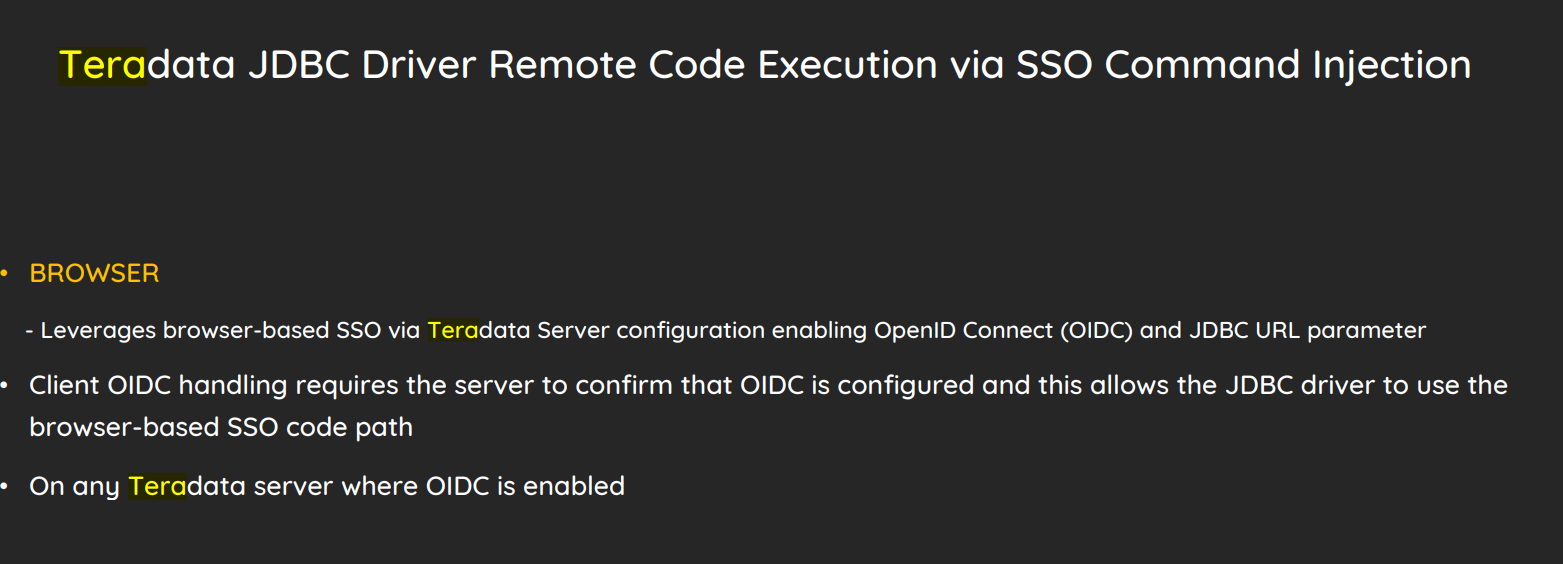 Teradata JDBC Driver Remote Code Execution via SSO Command Injection
• BROWSER
- Leverages browser-based SSO via Teradata Server configuration enabling OpenID Connect (OIDC) and JDBC URL parameter
• Client OIDC handling requires the server to confirm that OIDC is configured and this allows the JDBC driver to use the
browser-based SSO code path
• On any Teradata server where OIDC is enabled